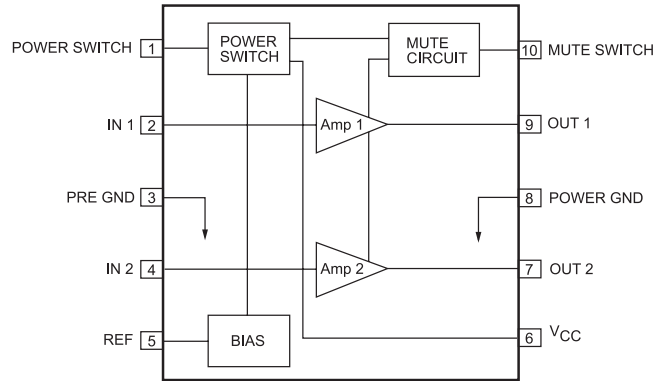 POWER SWITCH 1
POWER
SWITCH
MUTE
CIRCUIT
10 MUTE SWITCH
IN 1 2
Amp 1
9 OUT 1
PRE GND 3
8 POWER GND
IN 2 4
Amp 2
7 OUT 2
REF 5
BIAS
6 VCC